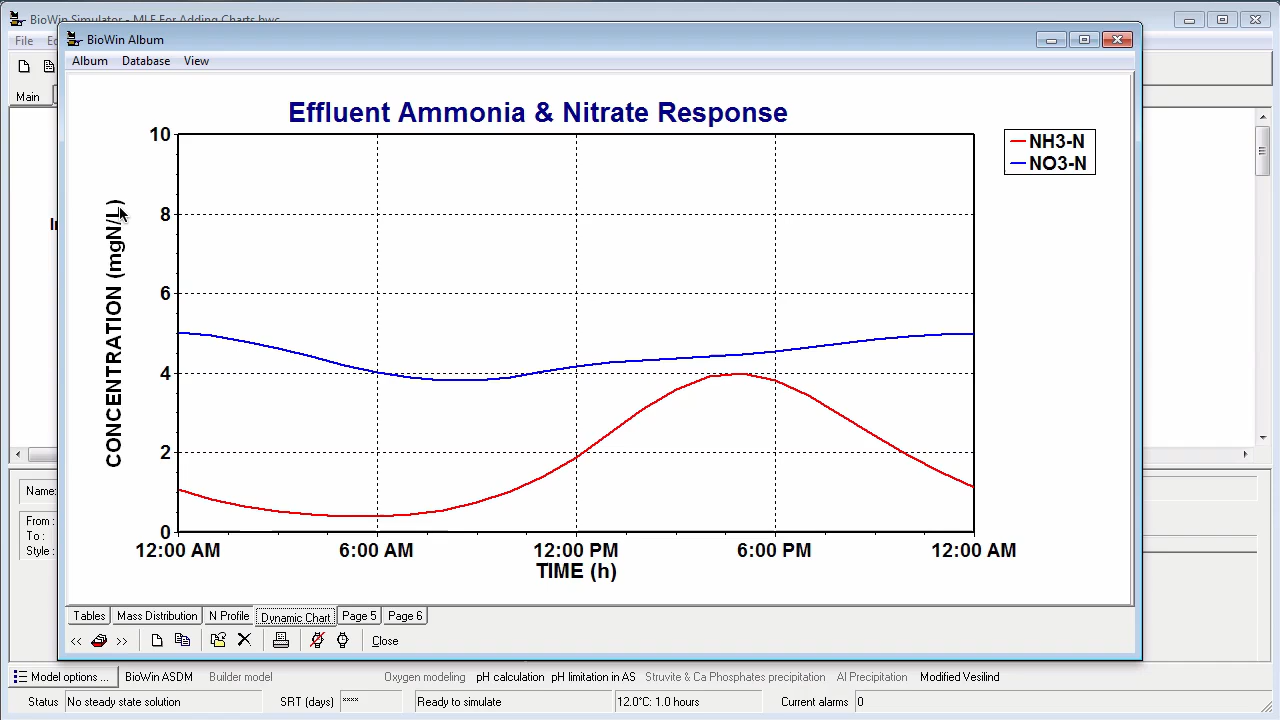 BioWin Simulator - MLE For Adding Charts.bwc
File
BioWin Album
Album Database View
Main
Effluent Ammonia & Nitrate Response
NH3-N
NO3-N
CONCENTRATION (mgN/L)
10
8
6
4
2
0
12:00 AM 6:00 AM 12:00 PM 6:00 PM 12:00 AM
TIME (h)
Name:
From :
To :
Style :
Tables Mass Distribution N Profile Dynamic Chart Page 5 Page 6
<< >> Close
Model options ... BioWin ASDM Builder model Oxygen modeling pH calculation pH limitation in AS Struvite & Ca Phosphates precipitation Al Precipitation Modified Vesilind
Status No steady state solution SRT (days) **** Ready to simulate 12.0°C: 1.0 hours Current alarms 0